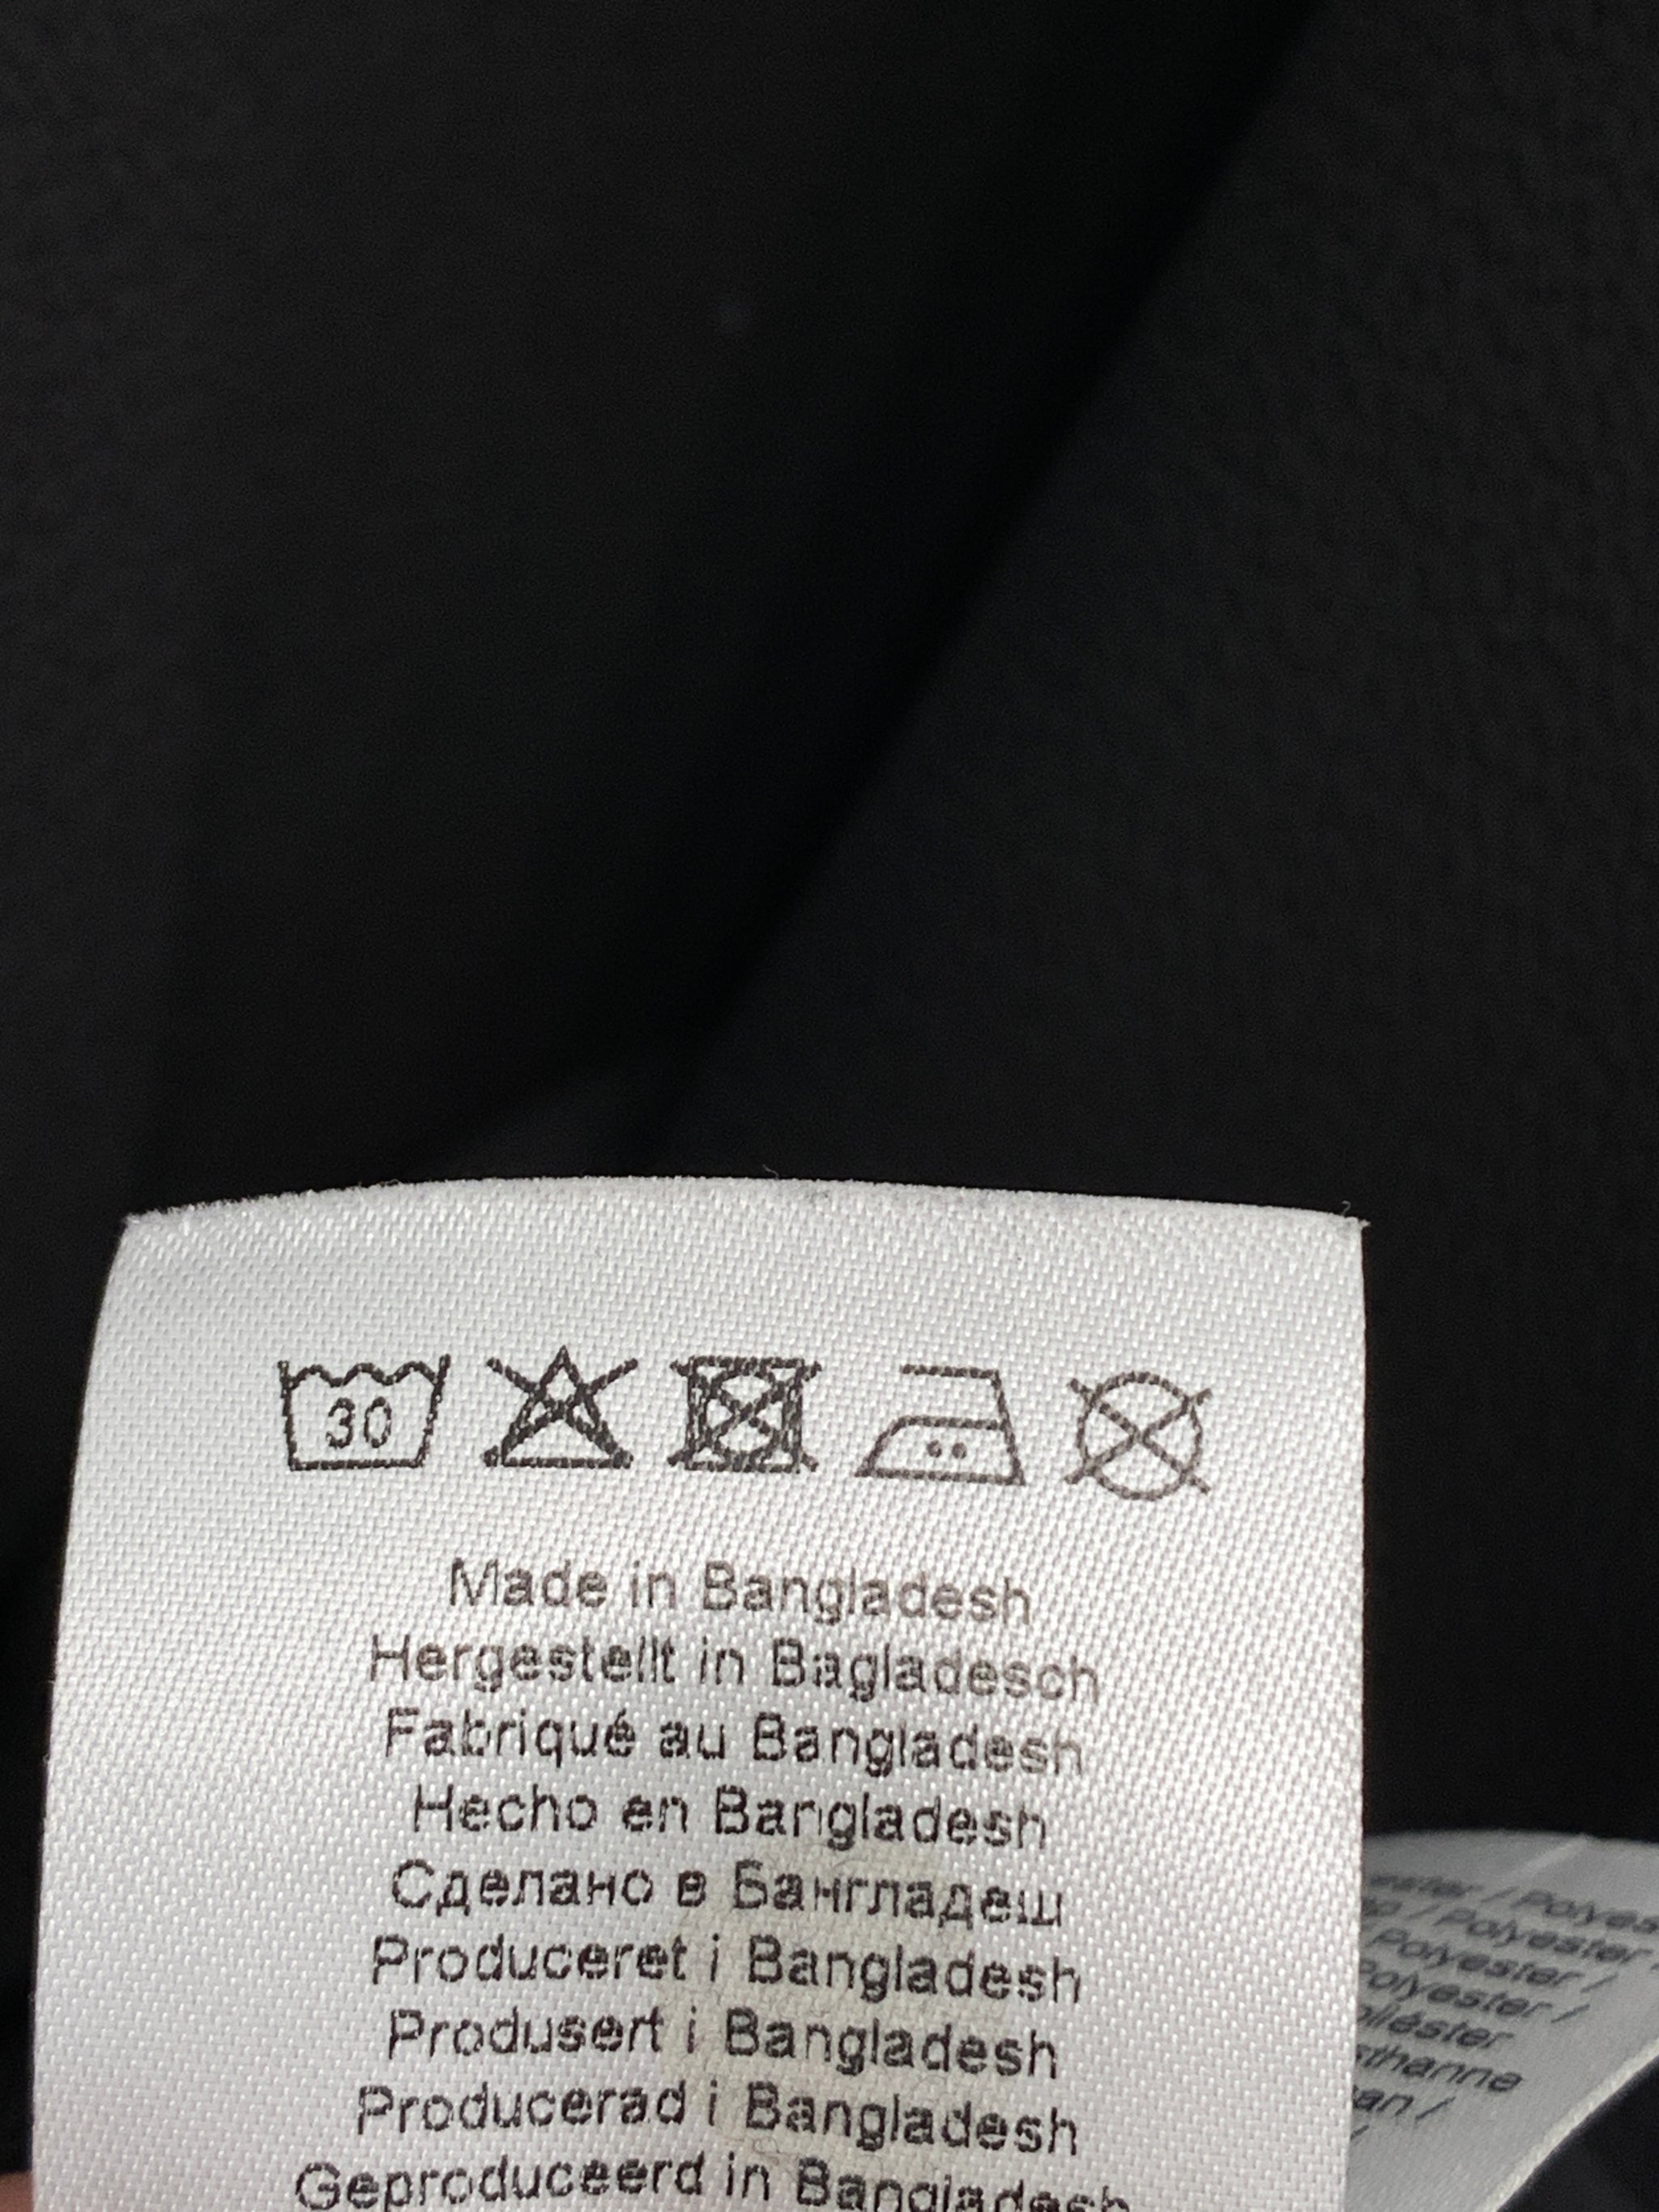 30
Made in Bangladesh
Hergestellt in Bagladesch
Fabriqué au Bangladesh
Hecho en Bangladesh
Сделано в Бангладеш
Produceret i Bangladesh
Produsert i Bangladesh
Producerad i Bangladesh
Geproduceerd in Bangladesh
/ Polyester /
/ Polyester
Polyester /
Polyester /